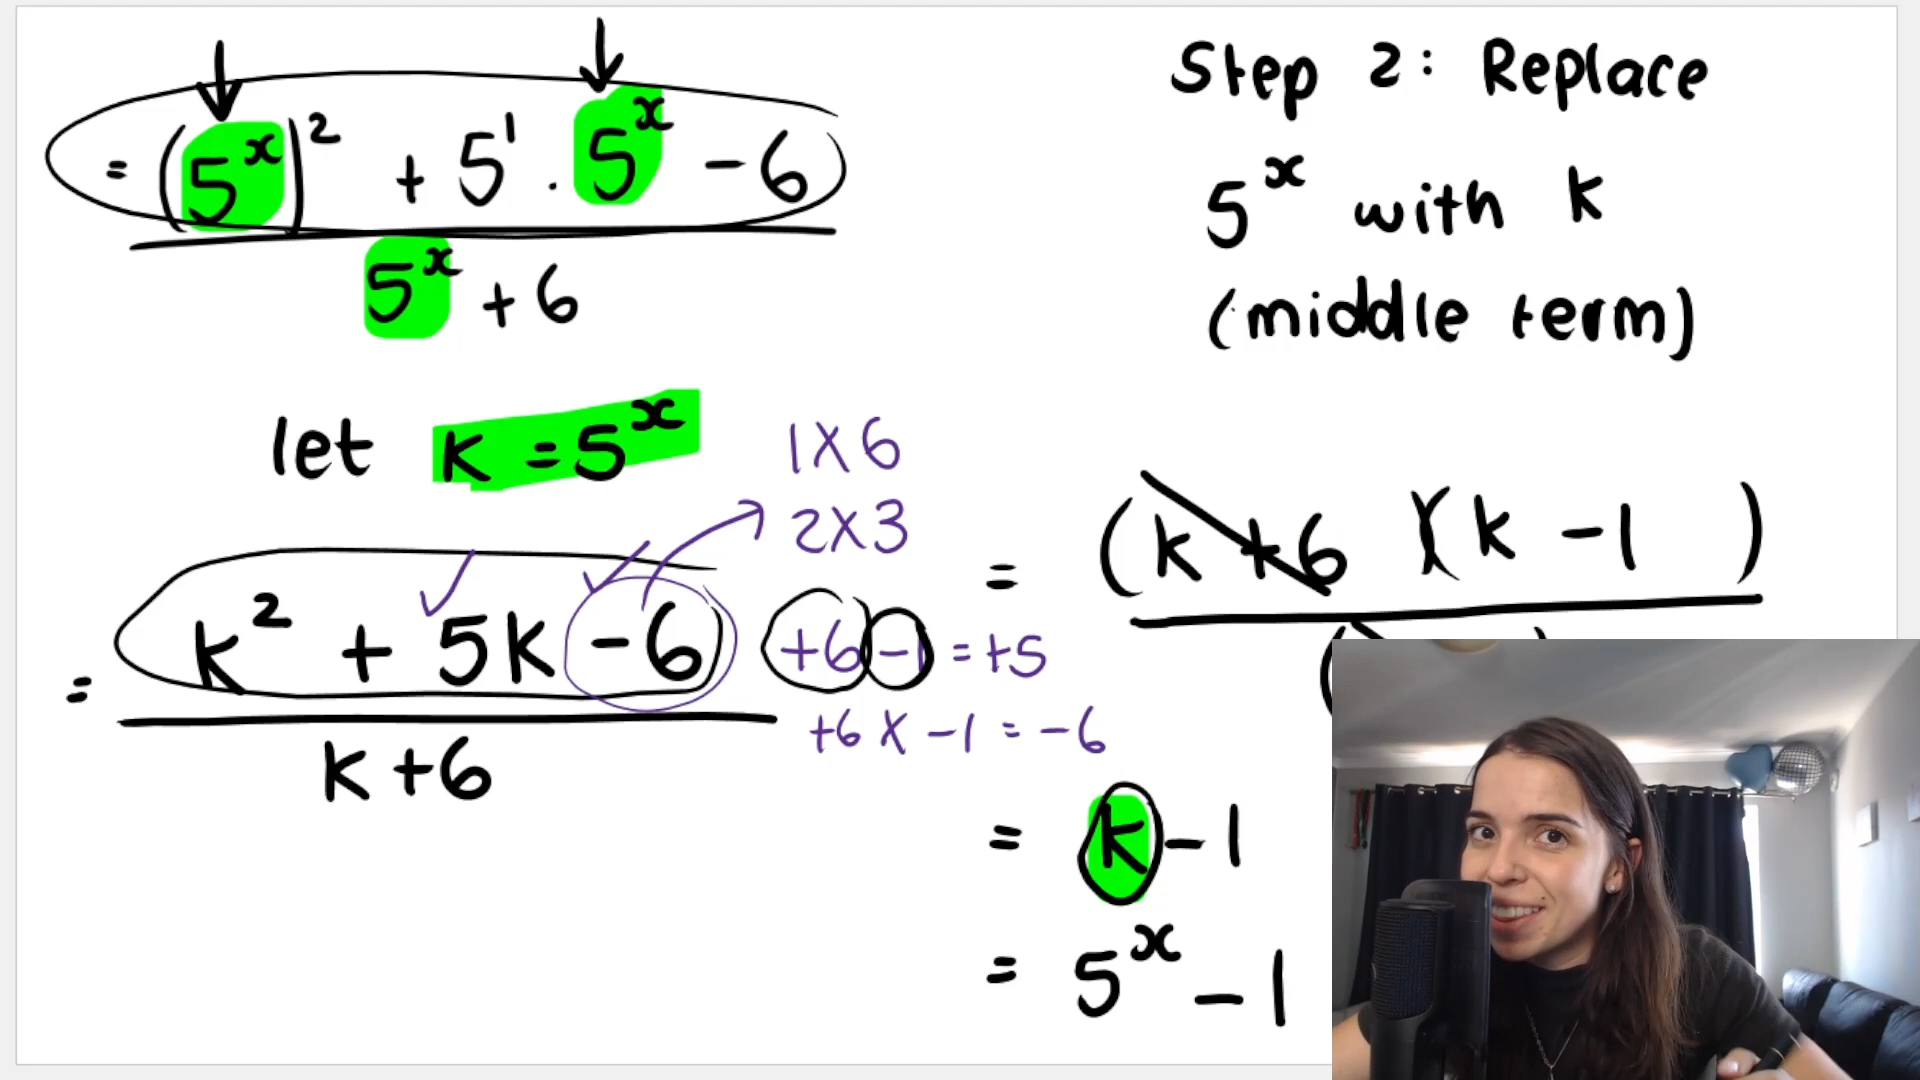 = (5^x)^2 + 5^1 . 5^x - 6
5^x + 6
let k = 5^x
1 x 6
2 x 3
= k^2 + 5k - 6
k + 6
+6 -1 = +5
+6 x -1 = -6
Step 2: Replace
5^x with k
(middle term)
= (k + 6)(k - 1)
= k - 1
= 5^x - 1